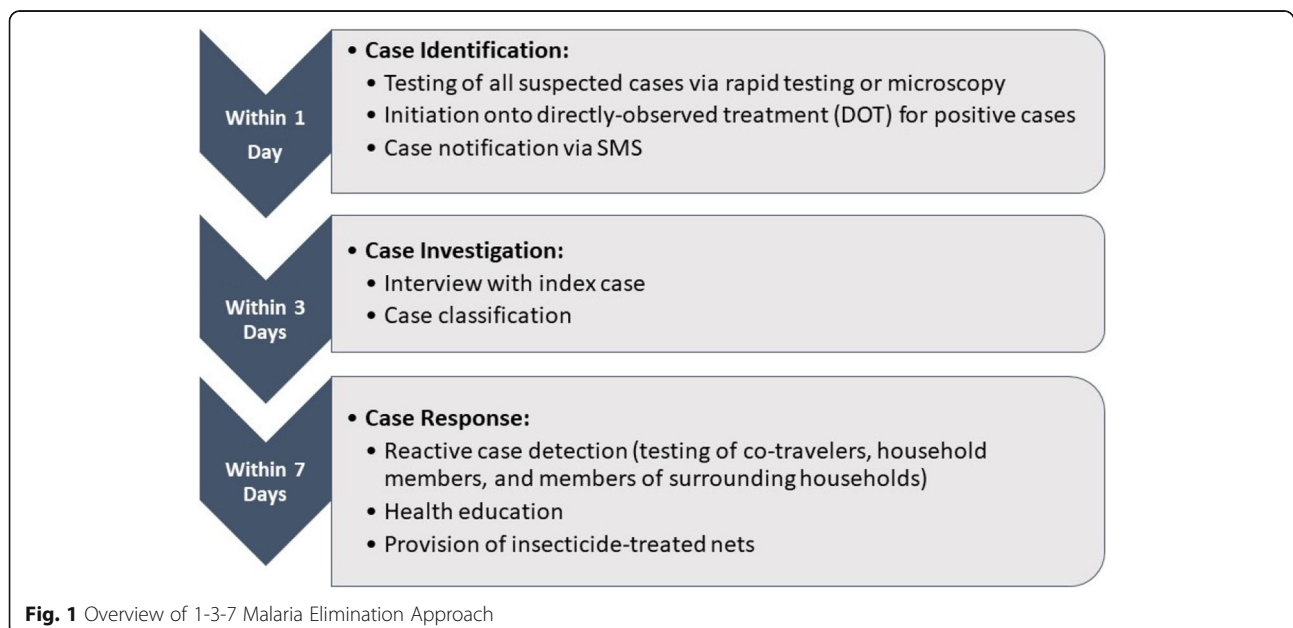 Within 1
Day
• Case Identification:
• Testing of all suspected cases via rapid testing or microscopy
• Initiation onto directly-observed treatment (DOT) for positive cases
• Case notification via SMS
Within 3
Days
• Case Investigation:
• Interview with index case
• Case classification
Within 7
Days
• Case Response:
• Reactive case detection (testing of co-travelers, household
members, and members of surrounding households)
• Health education
• Provision of insecticide-treated nets
Fig. 1 Overview of 1-3-7 Malaria Elimination Approach